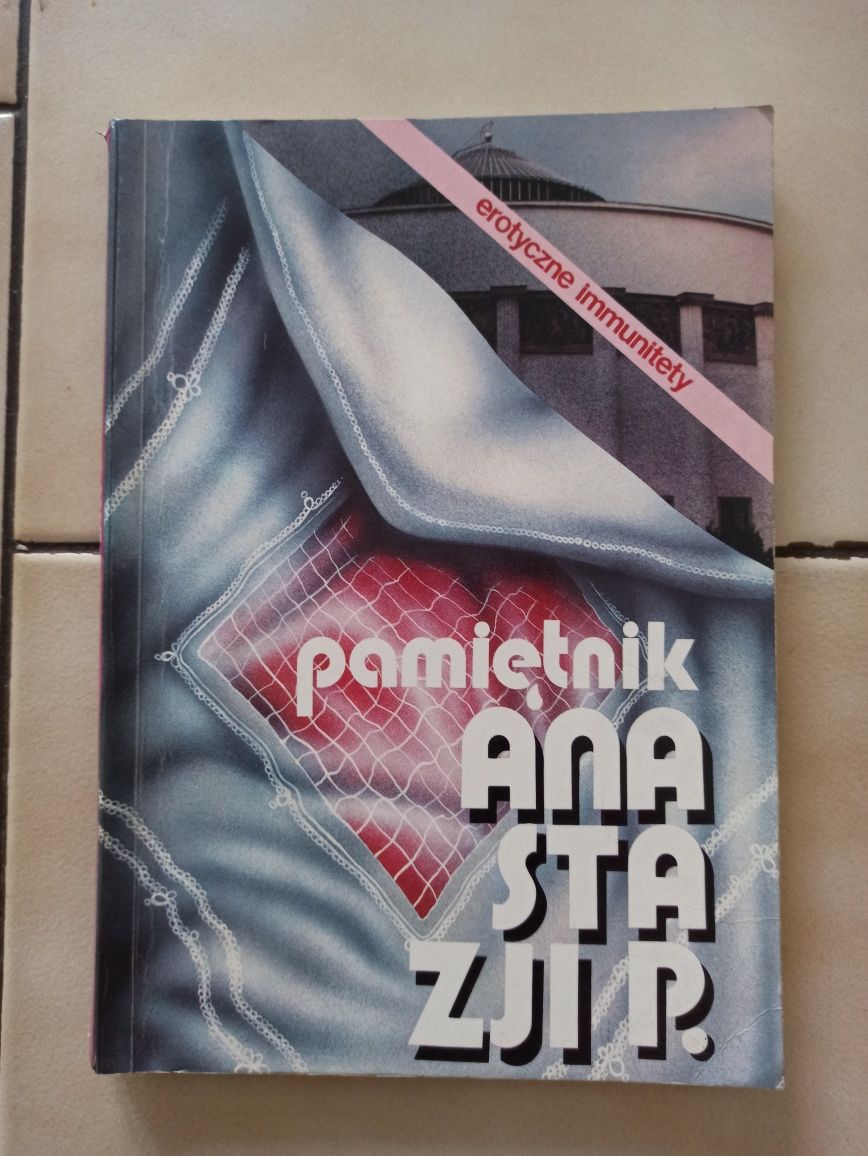 erotyczne immunitety
pamiętnik
ANA
STA
ZJI P.